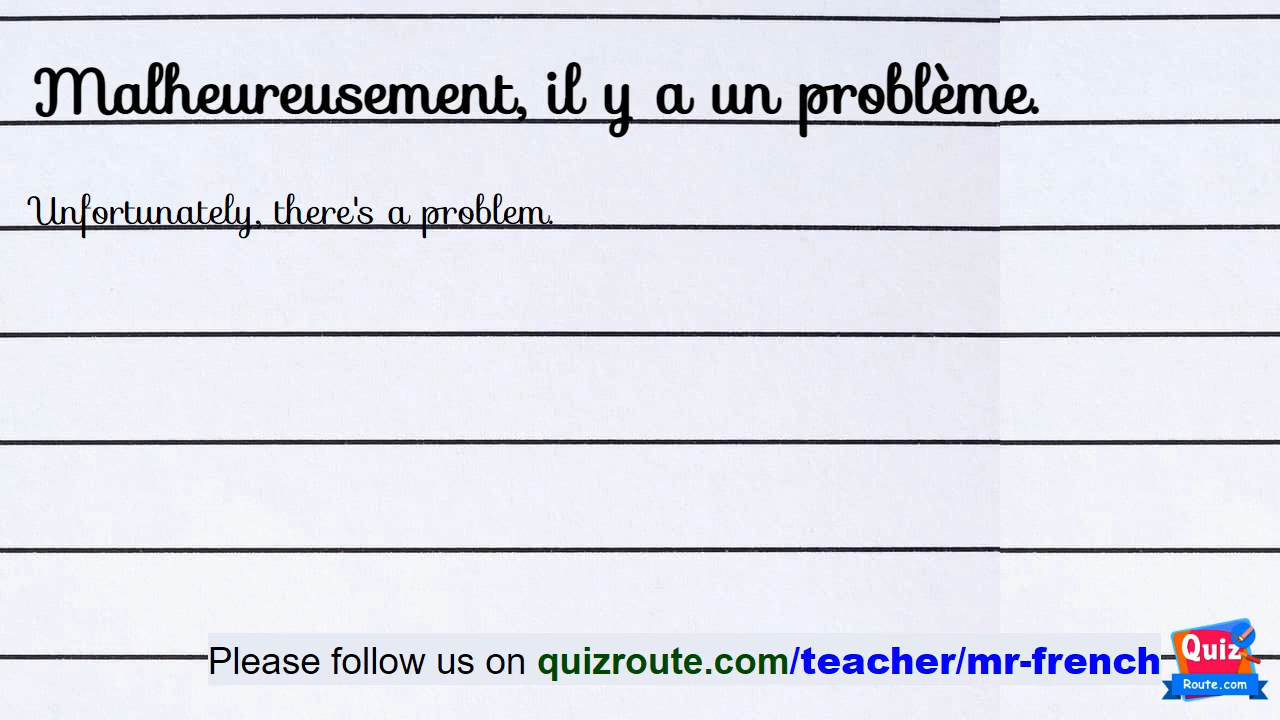 Malheureusement, il y a un problème.
Unfortunately, there's a problem.
Please follow us on quizroute.com/teacher/mr-french
Quiz
Route.com